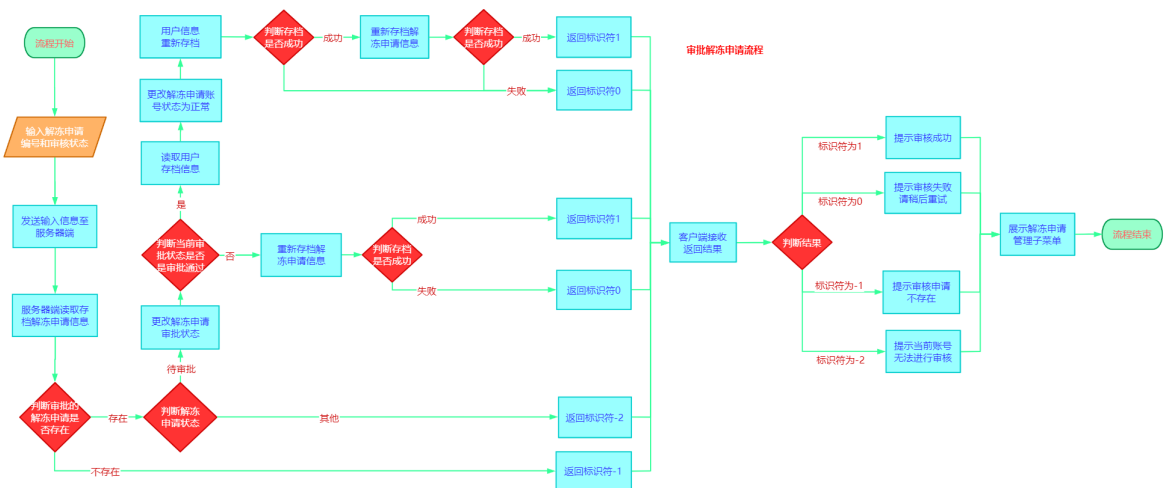 审批解冻申请流程
流程开始
输入解冻申请
编号和审核状态
发送输入信息至
服务器端
服务器端读取存
档解冻申请信息
判断审批的
解冻申请是
否存在
存在
不存在
判断解冻
申请状态
待审批
其他
更改解冻申请
审批状态
判断当前审
批状态是否
是审批通过
是
否
读取用户
存档信息
更改解冻申请账
号状态为正常
用户信息
重新存档
判断存档
是否成功
成功
重新存档解
冻申请信息
判断存档
是否成功
成功
失败
返回标识符1
返回标识符0
重新存档解
冻申请信息
判断存档
是否成功
成功
失败
返回标识符1
返回标识符0
返回标识符-2
返回标识符-1
客户端接收
返回结果
判断结果
标识符为1
标识符为0
标识符为-1
标识符为-2
提示审核成功
提示审核失败
请稍后重试
提示审核申请
不存在
提示当前账号
无法进行审核
展示解冻申请
管理子菜单
流程结束